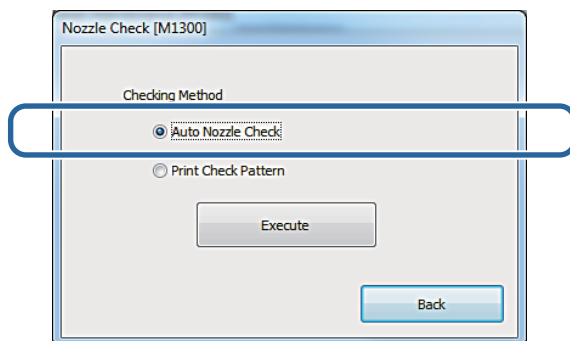 Nozzle Check [M1300]
Checking Method
Auto Nozzle Check
Print Check Pattern
Execute
Back